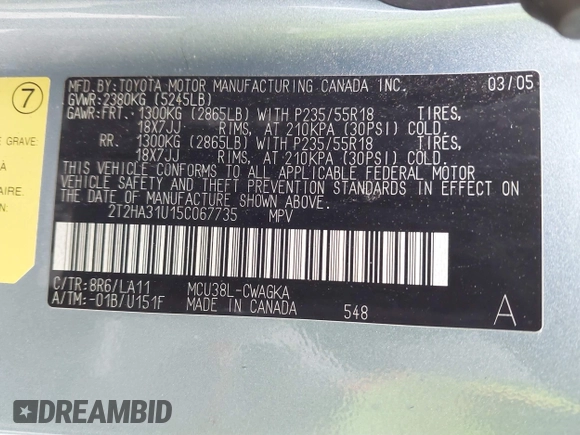 MFD.BY:TOYOTA MOTOR MANUFACTURING CANADA INC. 03/05
GVWR:2380KG (5245LB)
GAWR:FRT. 1300KG (2865LB) WITH P235/55R18 TIRES,
18X7JJ RIMS, AT 210KPA (30PSI) COLD.
RR. 1300KG (2865LB) WITH P235/55R18 TIRES,
18X7JJ RIMS, AT 210KPA (30PSI) COLD.
THIS VEHICLE CONFORMS TO ALL APPLICABLE FEDERAL MOTOR
VEHICLE SAFETY AND THEFT PREVENTION STANDARDS IN EFFECT ON
THE DATE OF MANUFACTURE SHOWN ABOVE.
2T2HA31U15C067735 MPV
C/TR:8R6/LA11 MCU38L-CWAGKA
A/TM:-01B/U151F MADE IN CANADA 548 A
7
E GRAVE.
À
AIRE.
N.
DREAMBID